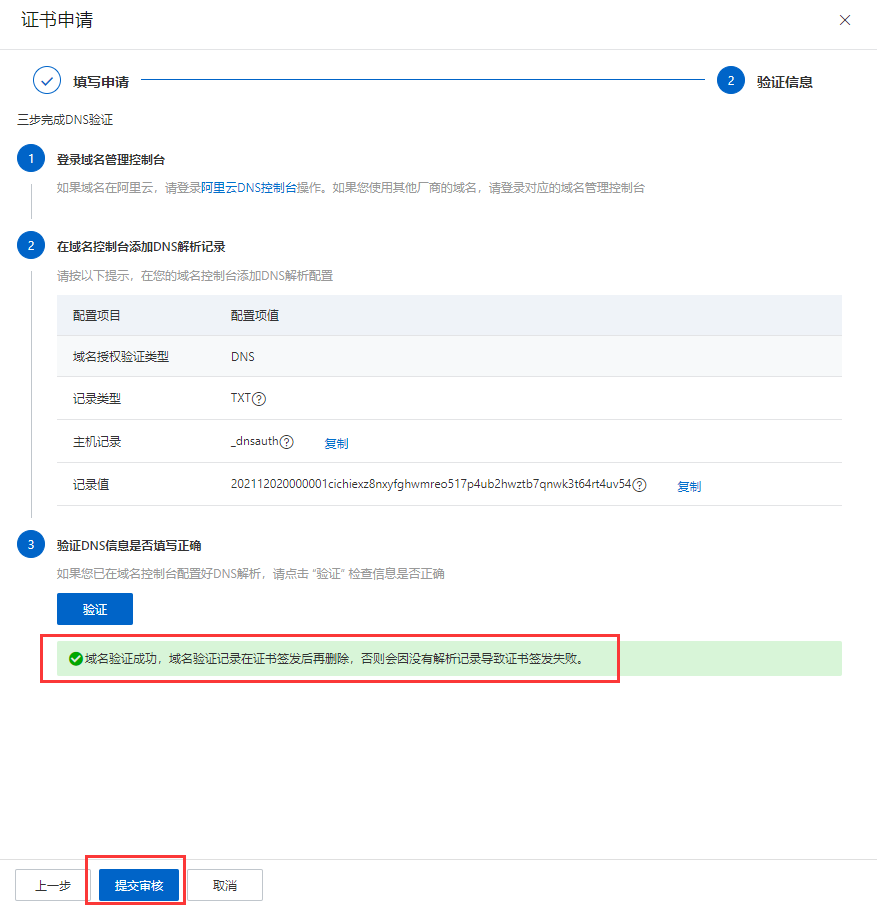 证书申请
填写申请
2 验证信息
三步完成DNS验证
1 登录域名管理控制台
如果域名在阿里云，请登录阿里云DNS控制台操作。如果您使用其他厂商的域名，请登录对应的域名管理控制台
2 在域名控制台添加DNS解析记录
请按以下提示，在您的域名控制台添加DNS解析配置
配置项目 配置项值
域名授权验证类型 DNS
记录类型 TXT?
主机记录 _dnsauth? 复制
记录值 202112020000001cichiexz8nxyfghwmreo517p4ub2hwztb7qnwk3t64rt4uv54? 复制
3 验证DNS信息是否填写正确
如果您已在域名控制台配置好DNS解析，请点击 “验证” 检查信息是否正确
验证
域名验证成功，域名验证记录在证书签发后再删除，否则会因没有解析记录导致证书签发失败。
上一步 提交审核 取消